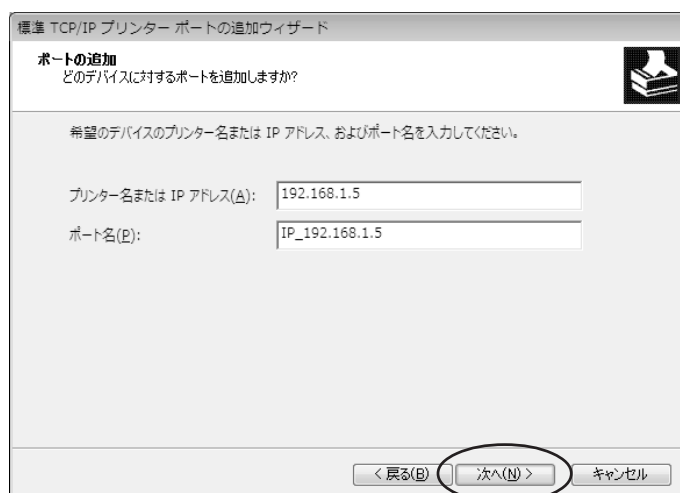 標準 TCP/IP プリンター ポートの追加ウィザード
ポートの追加
どのデバイスに対するポートを追加しますか?
希望のデバイスのプリンター名または IP アドレス、およびポート名を入力してください。
プリンター名または IP アドレス(A): 192.168.1.5
ポート名(P): IP_192.168.1.5
< 戻る(B) 次へ(N) > キャンセル